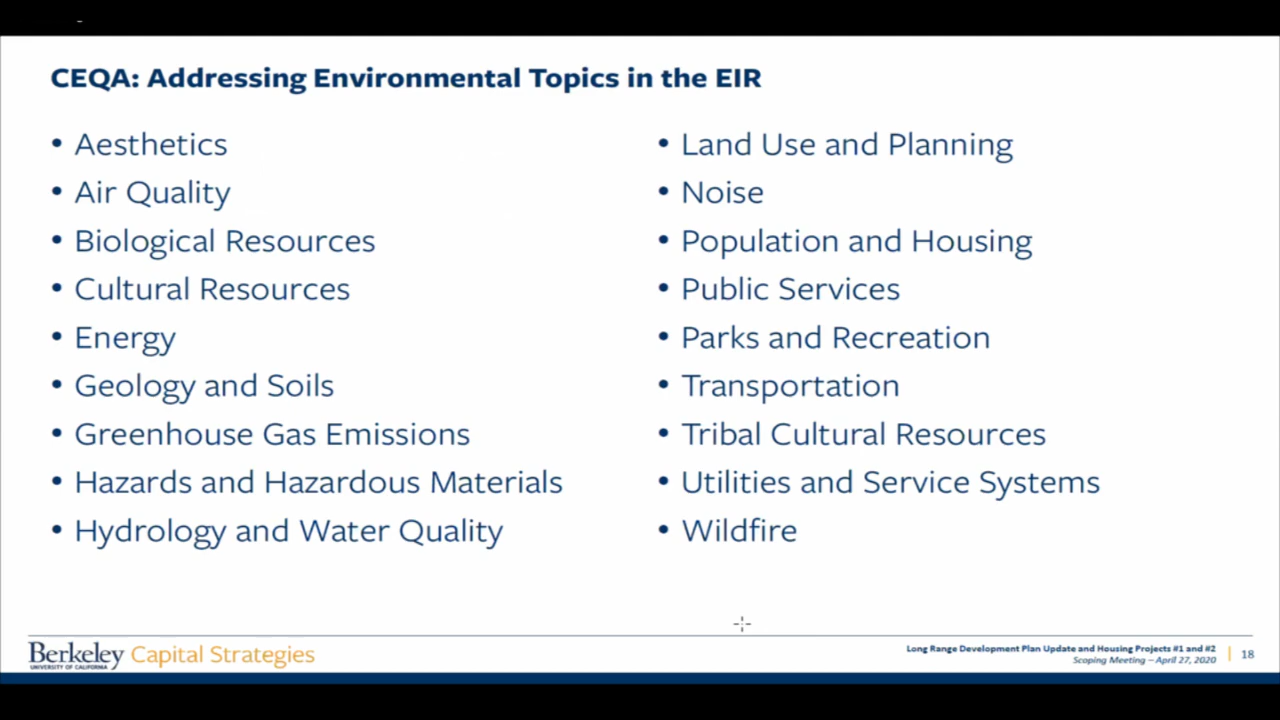 CEQA: Addressing Environmental Topics in the EIR
• Aesthetics
• Air Quality
• Biological Resources
• Cultural Resources
• Energy
• Geology and Soils
• Greenhouse Gas Emissions
• Hazards and Hazardous Materials
• Hydrology and Water Quality
• Land Use and Planning
• Noise
• Population and Housing
• Public Services
• Parks and Recreation
• Transportation
• Tribal Cultural Resources
• Utilities and Service Systems
• Wildfire
Berkeley Capital Strategies
UNIVERSITY OF CALIFORNIA
Long Range Development Plan Update and Housing Projects #1 and #2
Scoping Meeting – April 27, 2020
18